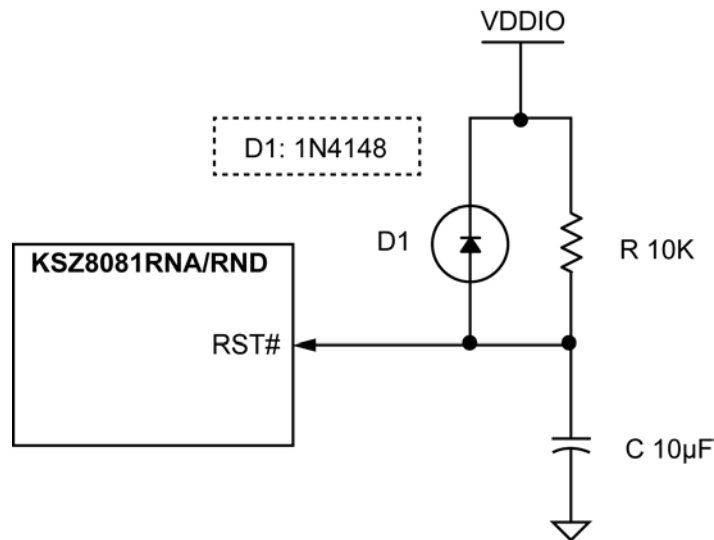 VDDIO
D1: 1N4148
D1
R 10K
KSZ8081RNA/RND
RST#
C 10µF